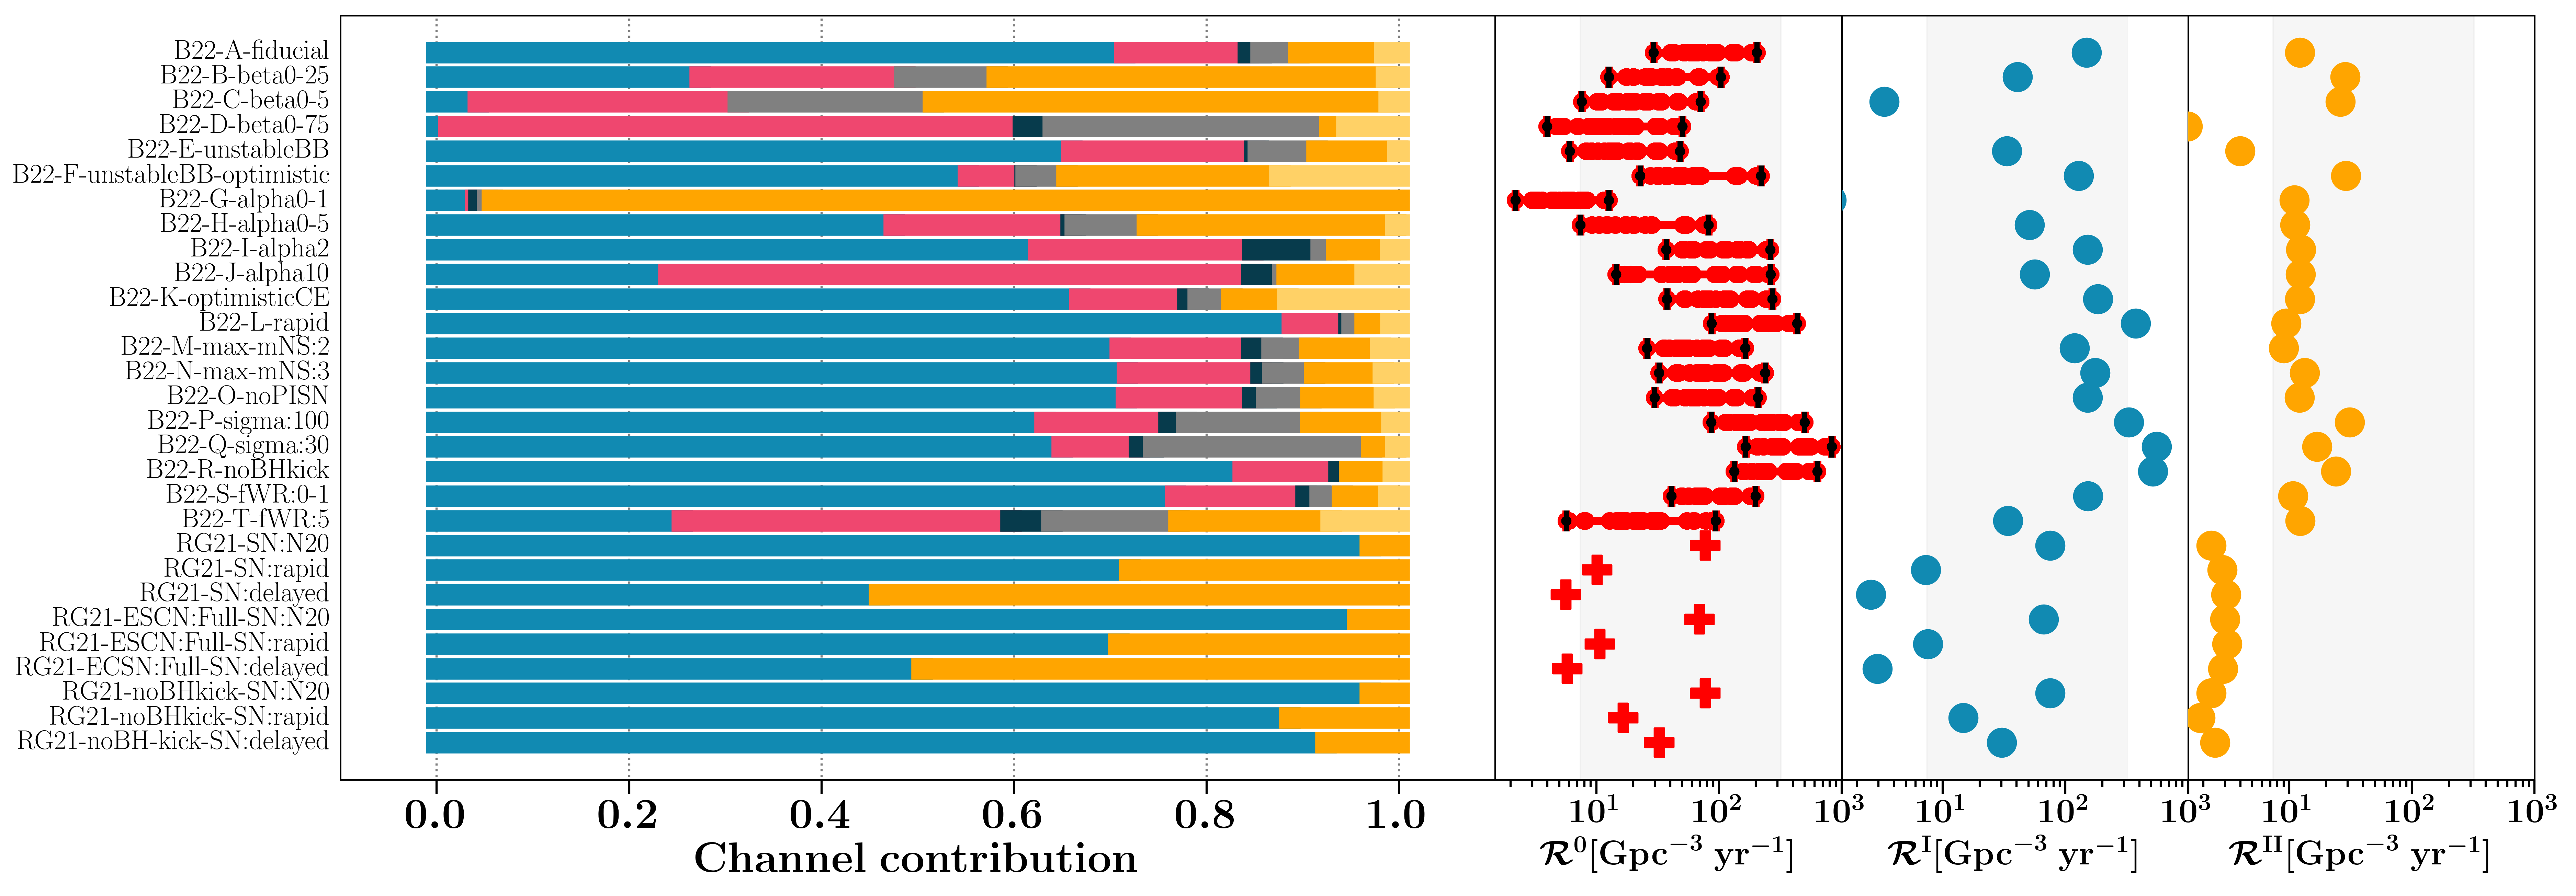 B22-A-fiducial
B22-B-beta0-25
B22-C-beta0-5
B22-D-beta0-75
B22-E-unstableBB
B22-F-unstableBB-optimistic
B22-G-alpha0-1
B22-H-alpha0-5
B22-I-alpha2
B22-J-alpha10
B22-K-optimisticCE
B22-L-rapid
B22-M-max-mNS:2
B22-N-max-mNS:3
B22-O-noPISN
B22-P-sigma:100
B22-Q-sigma:30
B22-R-noBHkick
B22-S-fWR:0-1
B22-T-fWR:5
RG21-SN:N20
RG21-SN:rapid
RG21-SN:delayed
RG21-ESCN:Full-SN:N20
RG21-ESCN:Full-SN:rapid
RG21-ECSN:Full-SN:delayed
RG21-noBHkick-SN:N20
RG21-noBHkick-SN:rapid
RG21-noBH-kick-SN:delayed
0.0 0.2 0.4 0.6 0.8 1.0
Channel contribution
10¹ 10² 10³ 10¹ 10² 10³ 10¹ 10² 10³
𝓡⁰[Gpc⁻³ yr⁻¹] 𝓡ᴵ[Gpc⁻³ yr⁻¹] 𝓡ᴵᴵ[Gpc⁻³ yr⁻¹]